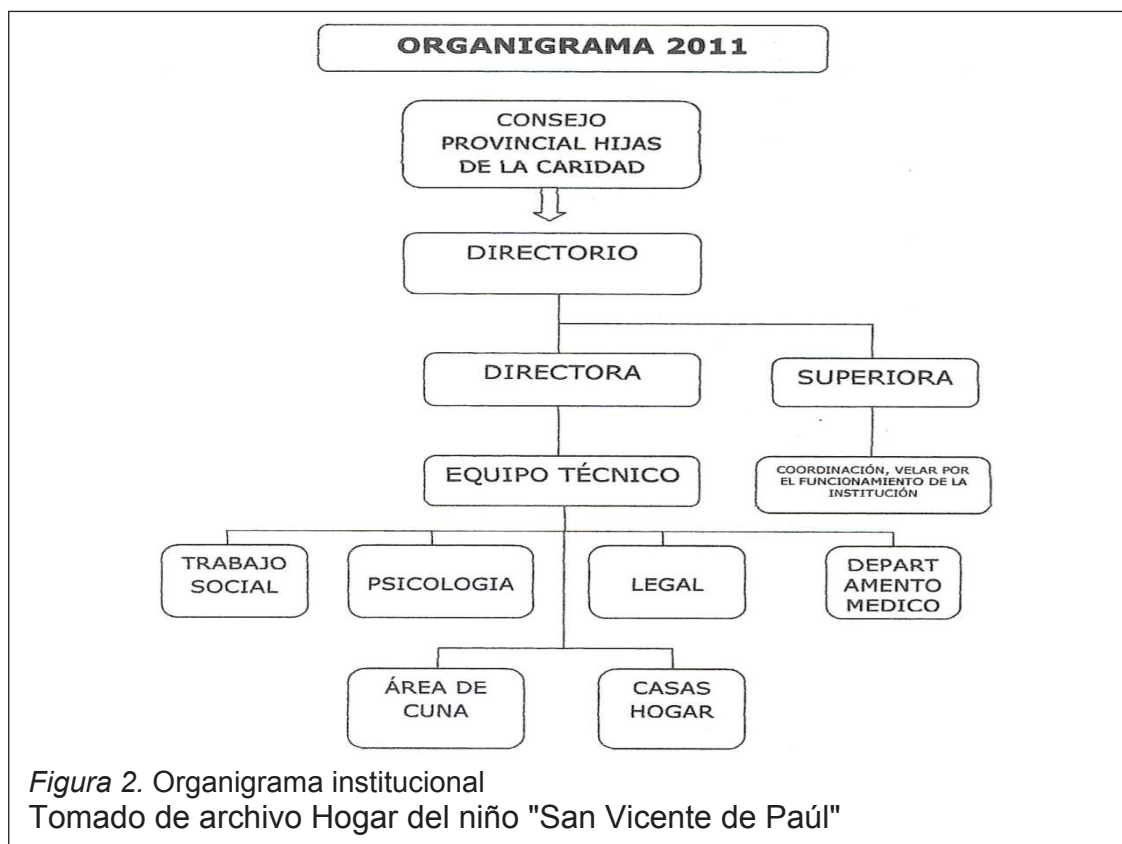 ORGANIGRAMA 2011
CONSEJO
PROVINCIAL HIJAS
DE LA CARIDAD
DIRECTORIO
DIRECTORA
SUPERIORA
EQUIPO TÉCNICO
COORDINACIÓN, VELAR POR
EL FUNCIONAMIENTO DE LA
INSTITUCIÓN
TRABAJO
SOCIAL
PSICOLOGIA
LEGAL
DEPART
AMENTO
MEDICO
ÁREA DE
CUNA
CASAS
HOGAR
Figura 2. Organigrama institucional
Tomado de archivo Hogar del niño "San Vicente de Paúl"